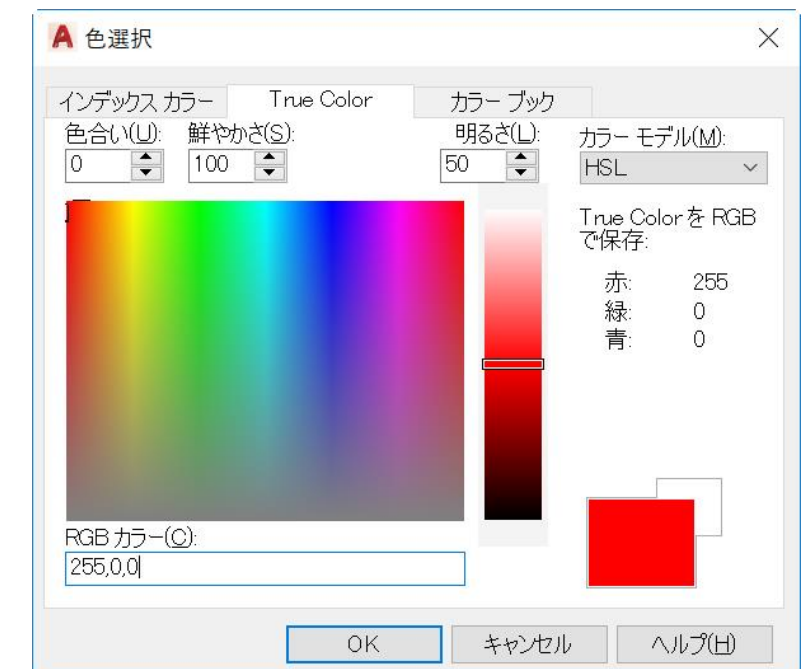 色選択
インデックス カラー True Color カラー ブック
色合い(U): 鮮やかさ(S): 明るさ(L): カラー モデル(M):
0 100 50 HSL
True Color を RGB
で保存:
赤: 255
緑: 0
青: 0
RGB カラー(C):
255,0,0
OK キャンセル ヘルプ(H)